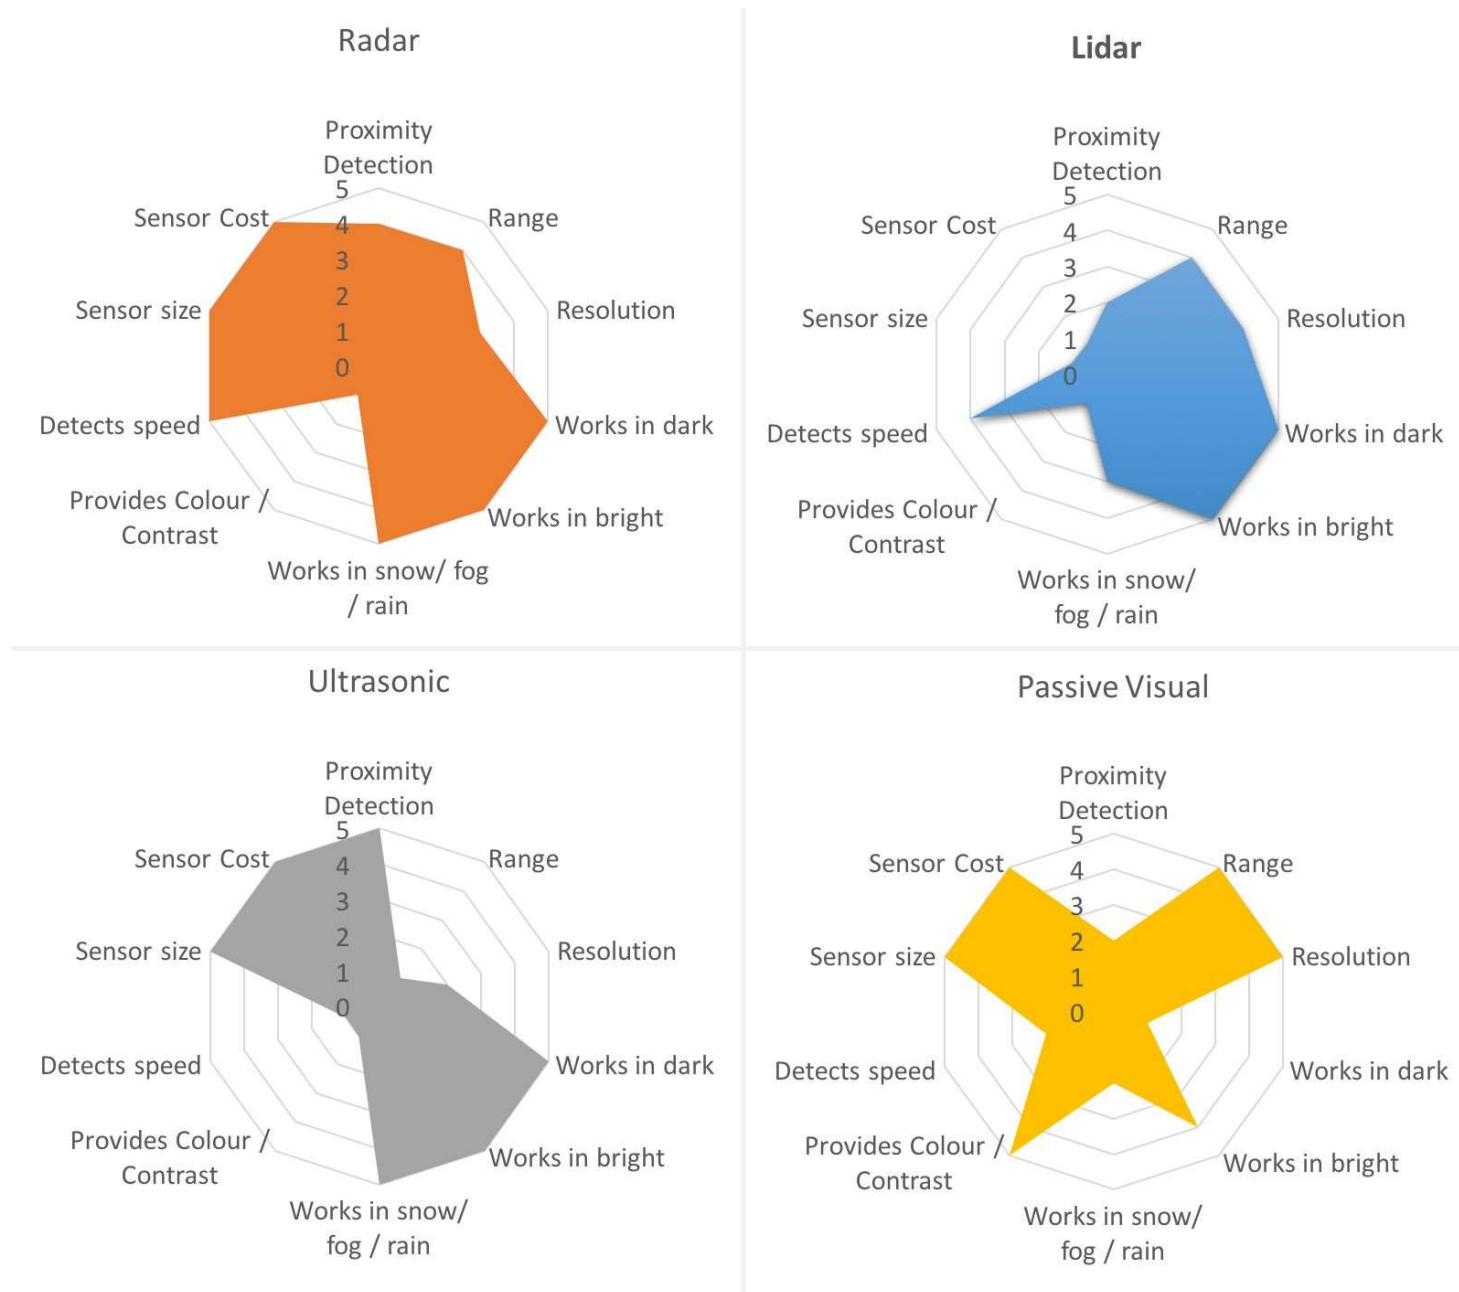 Radar
Proximity
Detection
5
4
3
2
1
0
Sensor Cost
Range
Sensor size
Resolution
Detects speed
Works in dark
Provides Colour /
Contrast
Works in bright
Works in snow/ fog
/ rain
Lidar
Proximity
Detection
5
4
3
2
1
0
Sensor Cost
Range
Sensor size
Resolution
Detects speed
Works in dark
Provides Colour /
Contrast
Works in bright
Works in snow/
fog / rain
Ultrasonic
Proximity
Detection
5
4
3
2
1
0
Sensor Cost
Range
Sensor size
Resolution
Detects speed
Works in dark
Provides Colour /
Contrast
Works in bright
Works in snow/
fog / rain
Passive Visual
Proximity
Detection
5
4
3
2
1
0
Sensor Cost
Range
Sensor size
Resolution
Detects speed
Works in dark
Provides Colour /
Contrast
Works in bright
Works in snow/
fog / rain